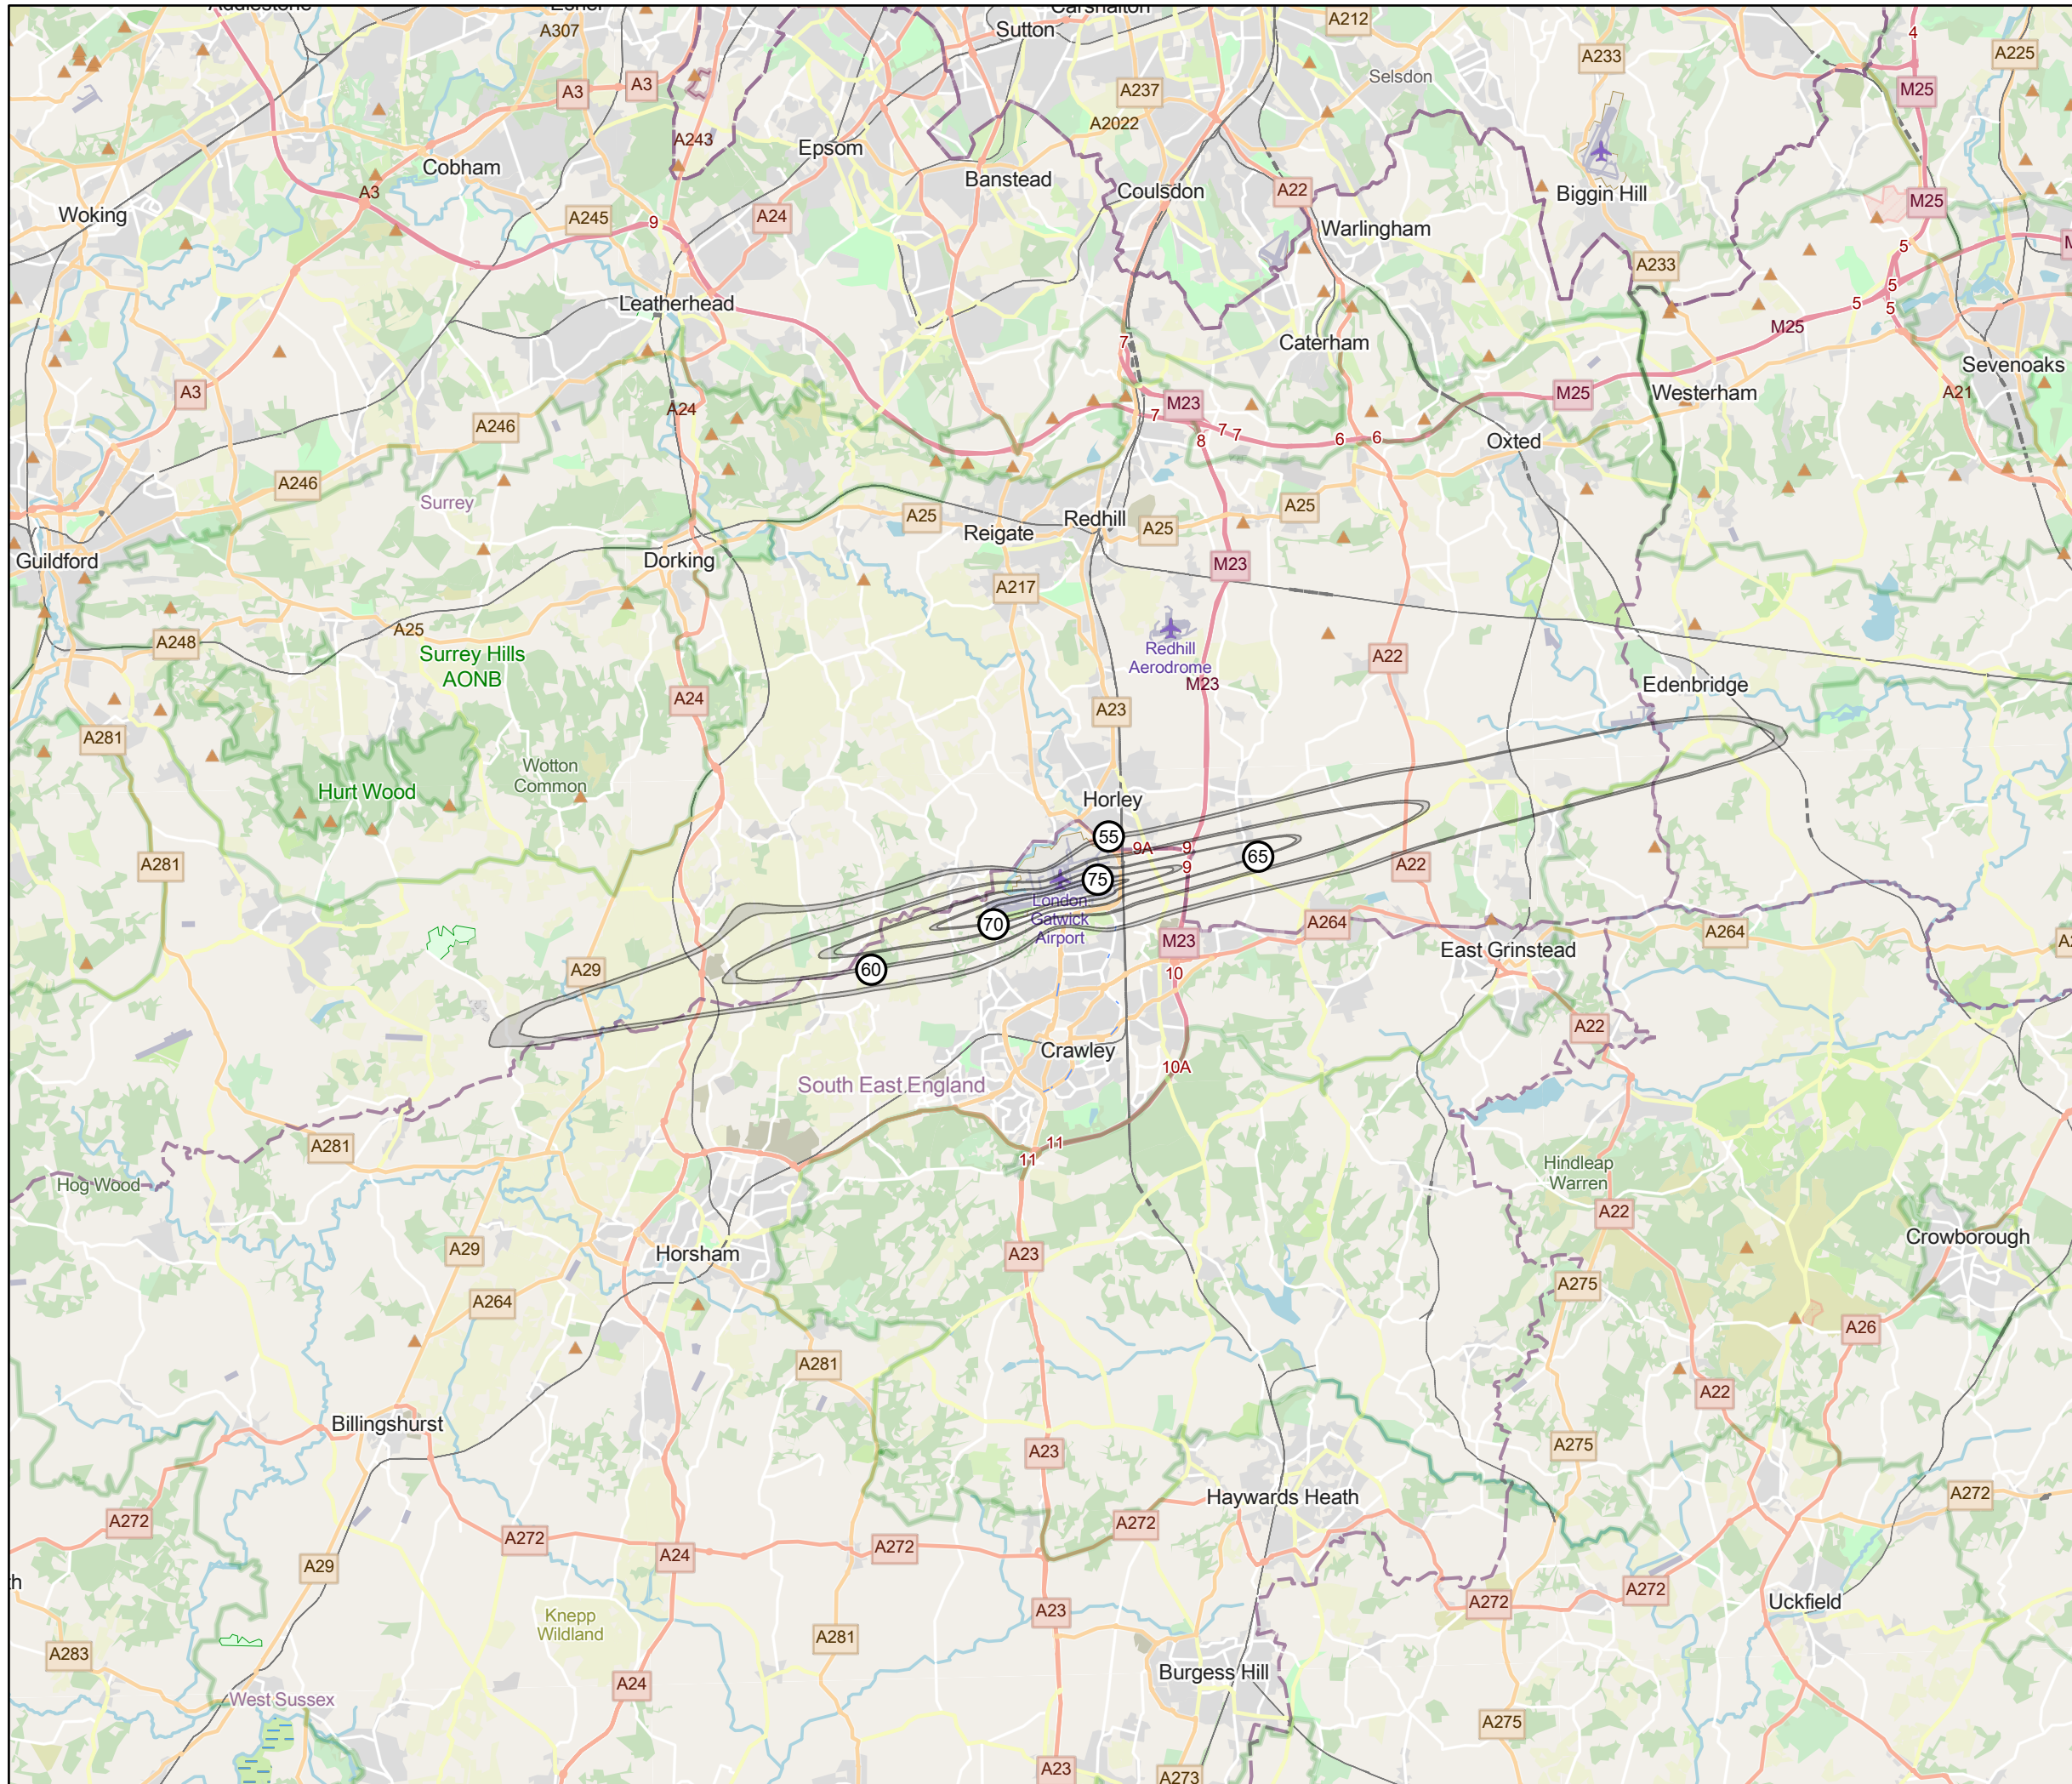 A307
Sutton
A212
A233
4
A225
A3
A3
A237
Selsdon
M25
A2022
A243
Epsom
Cobham
Banstead
Coulsdon
A22
Biggin Hill
M25
A3
Woking
A245
9
A24
Warlingham
5
A233
5
5
5
M25
Leatherhead
7
Caterham
Sevenoaks
A3
A24
M23
M25
Westerham
A21
A246
7
7
7
8
6
6
Oxted
A246
Surrey
A25
A25
Redhill
A25
Reigate
Guildford
Dorking
M23
A217
A25
A248
Surrey Hills
AONB
Redhill
Aerodrome
A22
M23
Edenbridge
A24
A23
A281
Wotton
Common
Hurt Wood
Horley
55
9A
9
65
A281
9
A22
75
London
Gatwick
Airport
70
A264
A264
M23
East Grinstead
60
A29
10
A22
Crawley
10A
South East England
A281
11
11
Hindleap
Warren
Hog Wood
A22
Crowborough
A29
Horsham
A23
A275
A264
A26
A281
A22
Billingshurst
A23
A275
Haywards Heath
A272
A272
A272
A272
A272
A24
A29
A272
A272
Uckfield
Knepp
Wildland
A23
A281
A283
Burgess Hill
A24
West Sussex
A275
A23
A273